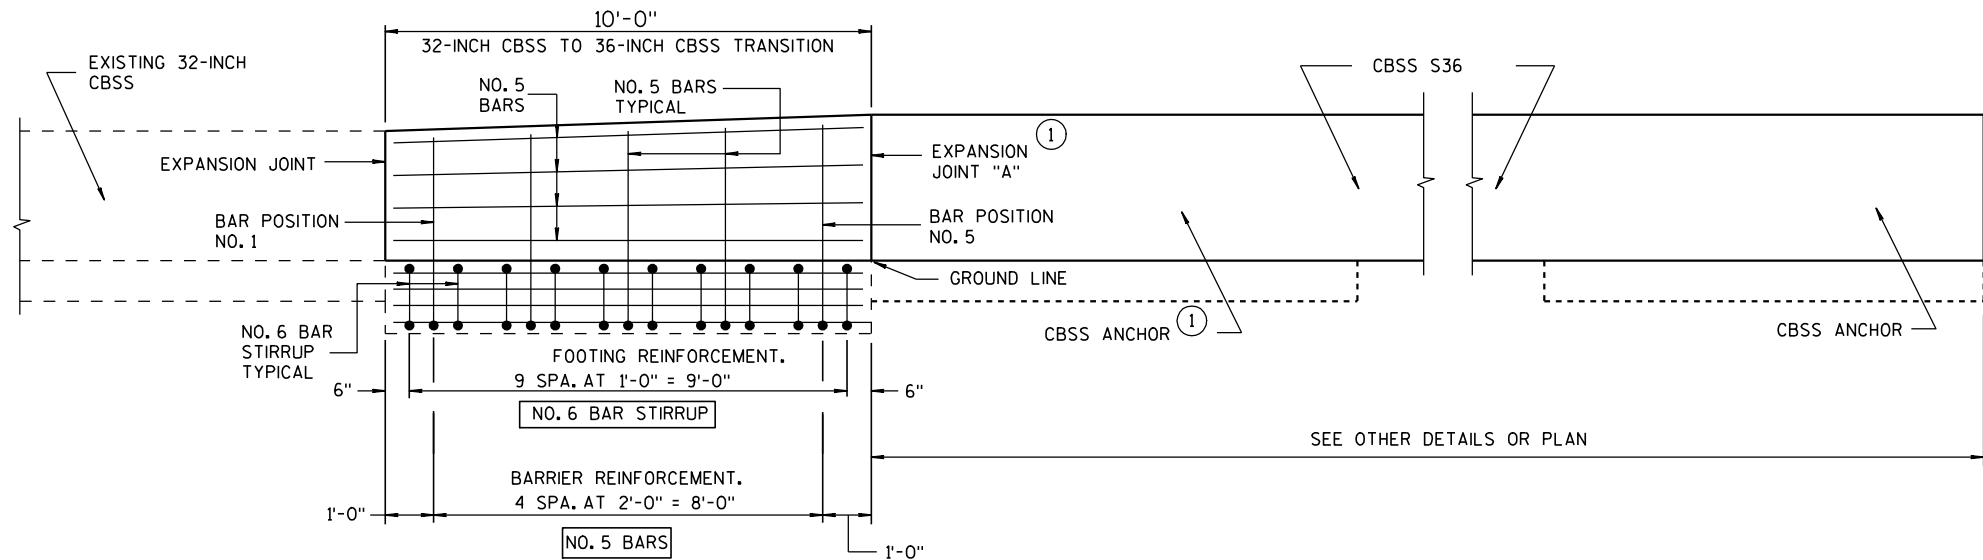 10'-0"
32-INCH CBSS TO 36-INCH CBSS TRANSITION
EXISTING 32-INCH
CBSS
NO. 5
BARS
NO. 5 BARS
TYPICAL
CBSS S36
EXPANSION JOINT
EXPANSION
JOINT "A"
1
BAR POSITION
NO. 1
BAR POSITION
NO. 5
GROUND LINE
NO. 6 BAR
STIRRUP
TYPICAL
CBSS ANCHOR
1
CBSS ANCHOR
FOOTING REINFORCEMENT.
9 SPA. AT 1'-0" = 9'-0"
6"
6"
NO. 6 BAR STIRRUP
SEE OTHER DETAILS OR PLAN
BARRIER REINFORCEMENT.
4 SPA. AT 2'-0" = 8'-0"
1'-0"
NO. 5 BARS
1'-0"